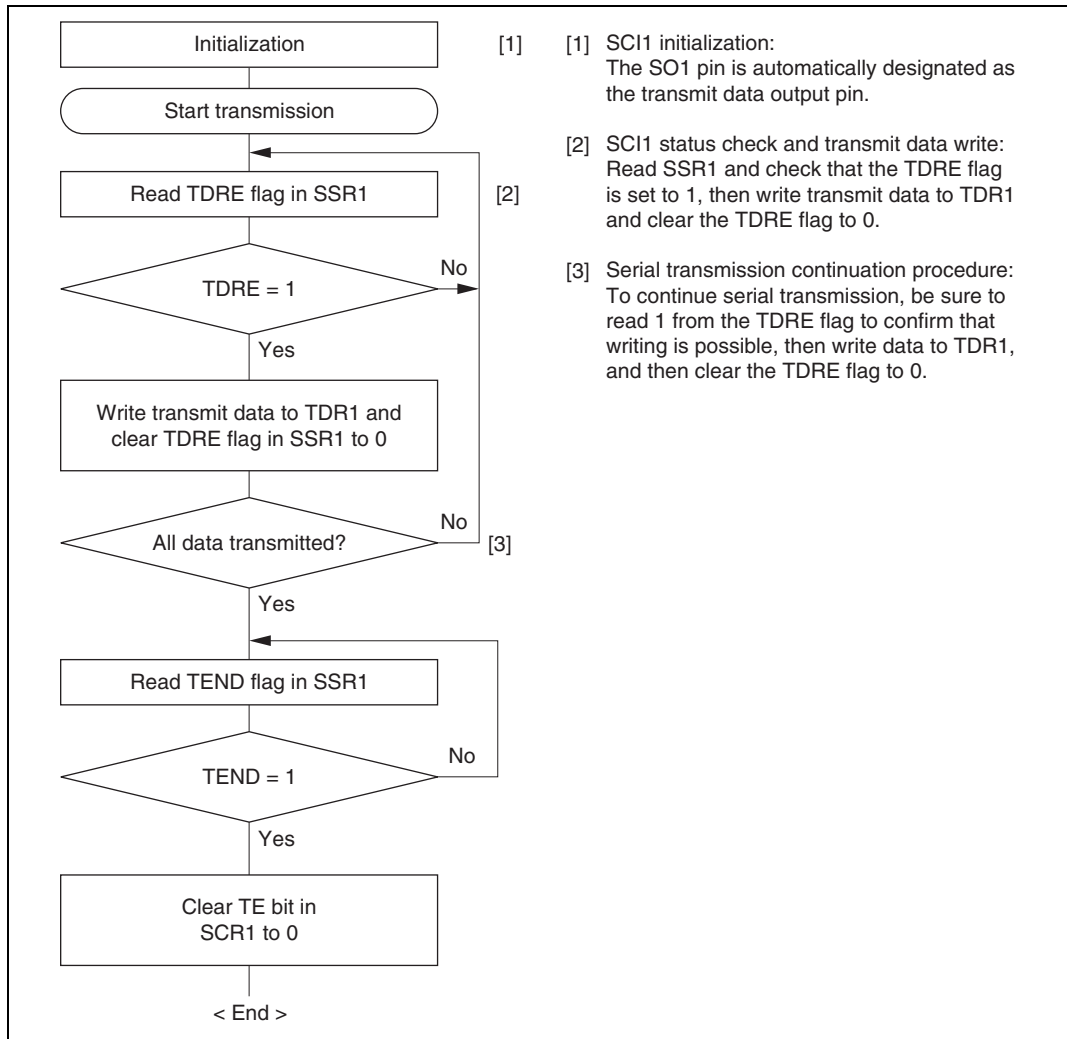 Initialization
[1]
Start transmission
Read TDRE flag in SSR1
[2]
TDRE = 1
No
Yes
Write transmit data to TDR1 and
clear TDRE flag in SSR1 to 0
All data transmitted?
No
[3]
Yes
Read TEND flag in SSR1
TEND = 1
No
Yes
Clear TE bit in
SCR1 to 0
< End >
[1] SCI1 initialization:
The SO1 pin is automatically designated as
the transmit data output pin.
[2] SCI1 status check and transmit data write:
Read SSR1 and check that the TDRE flag
is set to 1, then write transmit data to TDR1
and clear the TDRE flag to 0.
[3] Serial transmission continuation procedure:
To continue serial transmission, be sure to
read 1 from the TDRE flag to confirm that
writing is possible, then write data to TDR1,
and then clear the TDRE flag to 0.